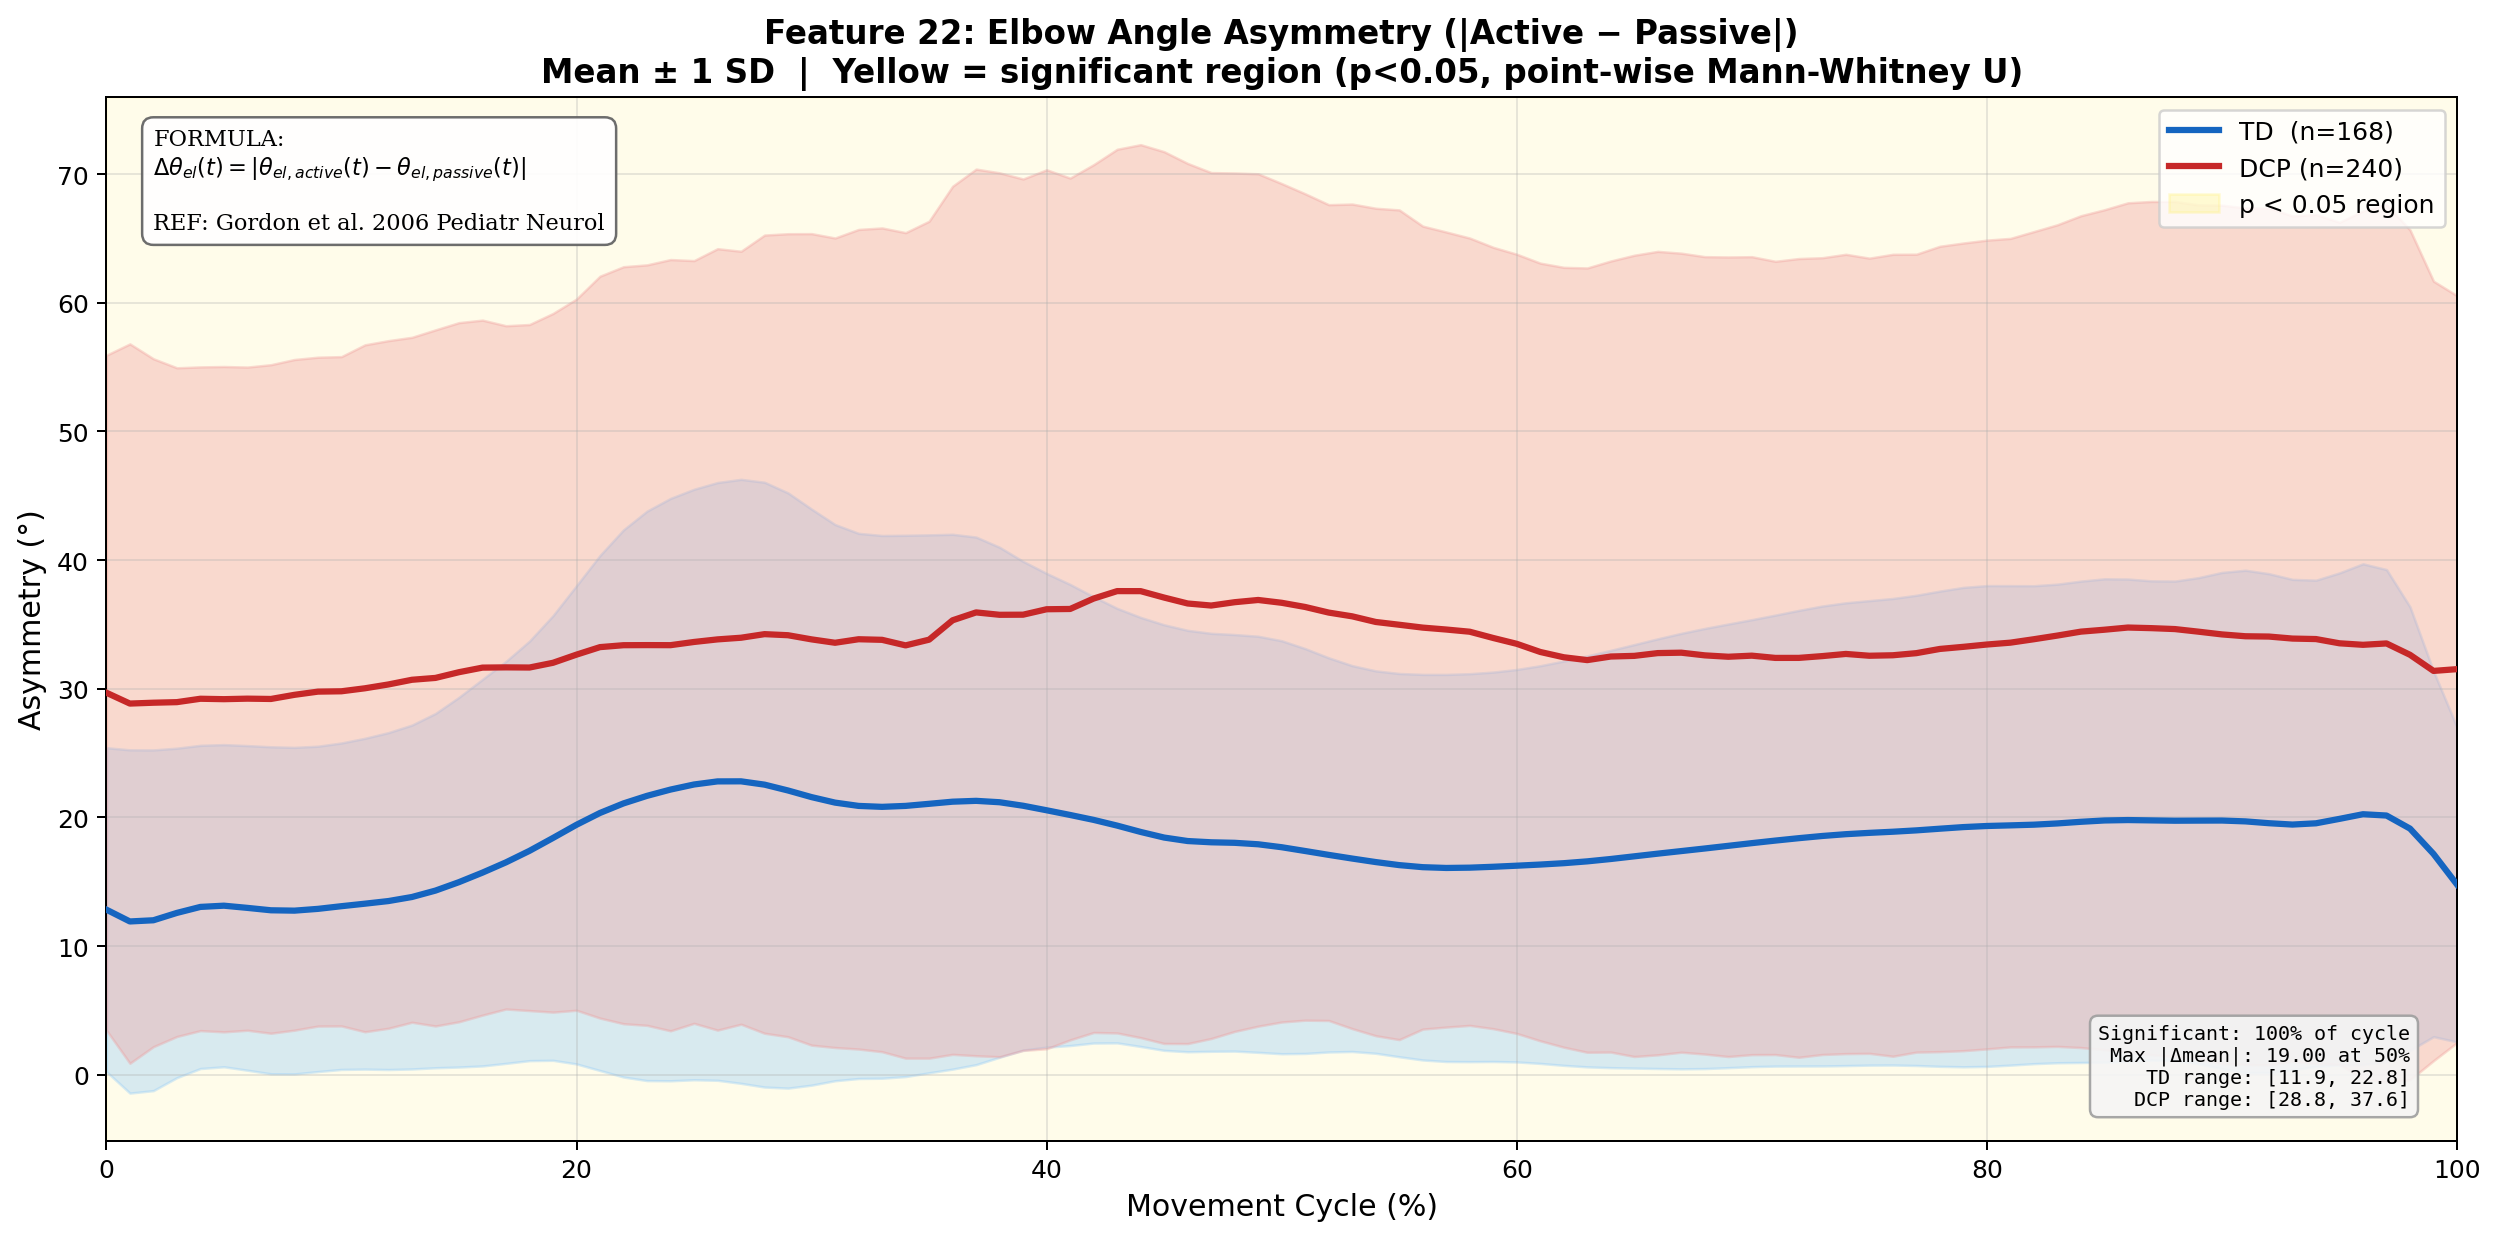 Feature 22: Elbow Angle Asymmetry (|Active − Passive|)
Mean ± 1 SD | Yellow = significant region (p<0.05, point-wise Mann-Whitney U)
FORMULA:
Δθel(t) = |θel,active(t) − θel,passive(t)|
REF: Gordon et al. 2006 Pediatr Neurol
TD (n=168)
DCP (n=240)
p < 0.05 region
Asymmetry (°)
70
60
50
40
30
20
10
0
Significant: 100% of cycle
Max |Δmean|: 19.00 at 50%
TD range: [11.9, 22.8]
DCP range: [28.8, 37.6]
0 20 40 60 80 100
Movement Cycle (%)